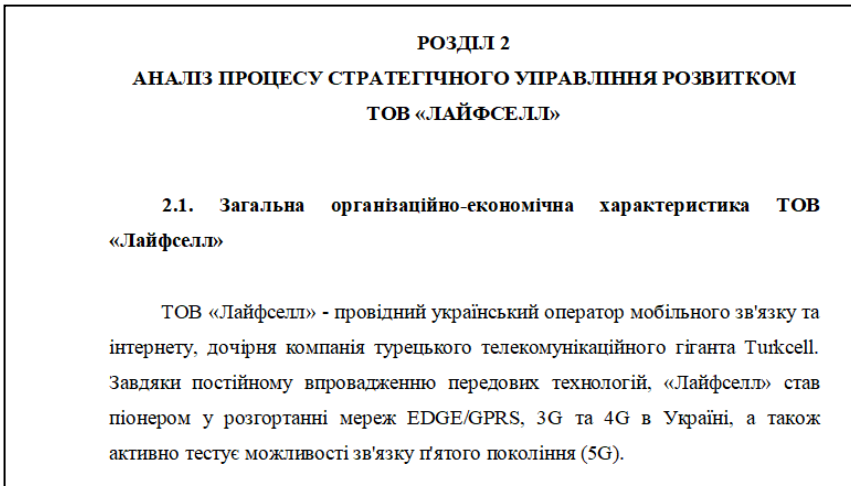 РОЗДІЛ 2
АНАЛІЗ ПРОЦЕСУ СТРАТЕГІЧНОГО УПРАВЛІННЯ РОЗВИТКОМ
ТОВ «ЛАЙФСЕЛЛ»
2.1. Загальна організаційно-економічна характеристика ТОВ
«Лайфселл»
ТОВ «Лайфселл» - провідний український оператор мобільного зв'язку та
інтернету, дочірня компанія турецького телекомунікаційного гіганта Turkcell.
Завдяки постійному впровадженню передових технологій, «Лайфселл» став
піонером у розгортанні мереж EDGE/GPRS, 3G та 4G в Україні, а також
активно тестує можливості зв'язку п'ятого покоління (5G).